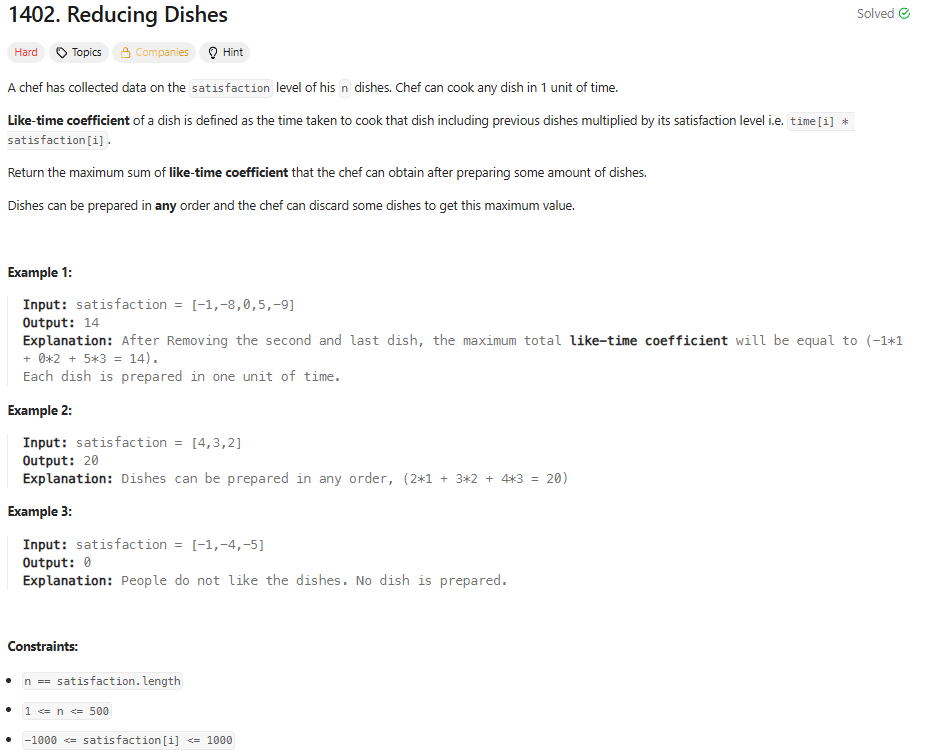 1402. Reducing Dishes
Solved
Hard Topics Companies Hint
A chef has collected data on the satisfaction level of his n dishes. Chef can cook any dish in 1 unit of time.
Like-time coefficient of a dish is defined as the time taken to cook that dish including previous dishes multiplied by its satisfaction level i.e. time[i] *
satisfaction[i].
Return the maximum sum of like-time coefficient that the chef can obtain after preparing some amount of dishes.
Dishes can be prepared in any order and the chef can discard some dishes to get this maximum value.
Example 1:
Input: satisfaction = [-1,-8,0,5,-9]
Output: 14
Explanation: After Removing the second and last dish, the maximum total like-time coefficient will be equal to (-1*1
+ 0*2 + 5*3 = 14).
Each dish is prepared in one unit of time.
Example 2:
Input: satisfaction = [4,3,2]
Output: 20
Explanation: Dishes can be prepared in any order, (2*1 + 3*2 + 4*3 = 20)
Example 3:
Input: satisfaction = [-1,-4,-5]
Output: 0
Explanation: People do not like the dishes. No dish is prepared.
Constraints:
• n == satisfaction.length
• 1 <= n <= 500
• -1000 <= satisfaction[i] <= 1000